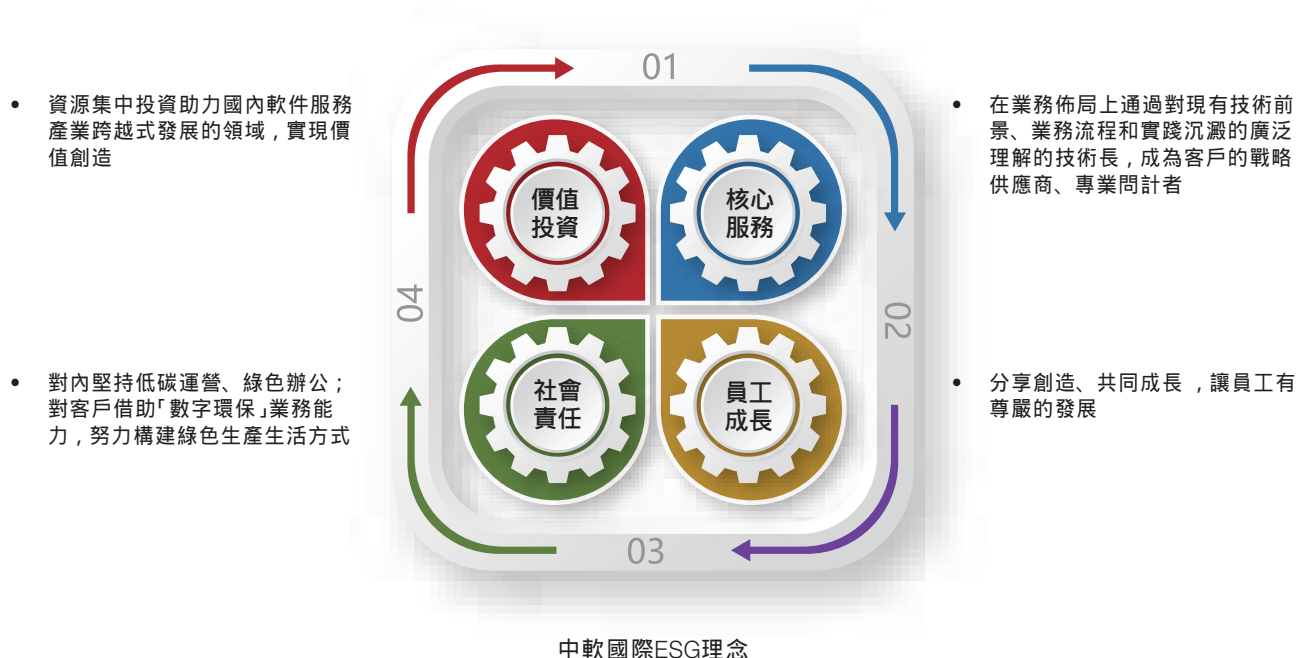 01
資源集中投資助力國內軟件服務
產業跨越式發展的領域，實現價
值創造
在業務佈局上通過對現有技術前
景、業務流程和實踐沉澱的廣泛
理解的技術長，成為客戶的戰略
供應商、專業問計者
價值
投資
核心
服務
04
02
對內堅持低碳運營、綠色辦公；
對客戶借助「數字環保」業務能
力，努力構建綠色生產生活方式
社會
責任
員工
成長
分享創造、共同成長，讓員工有
尊嚴的發展
03
中軟國際ESG理念